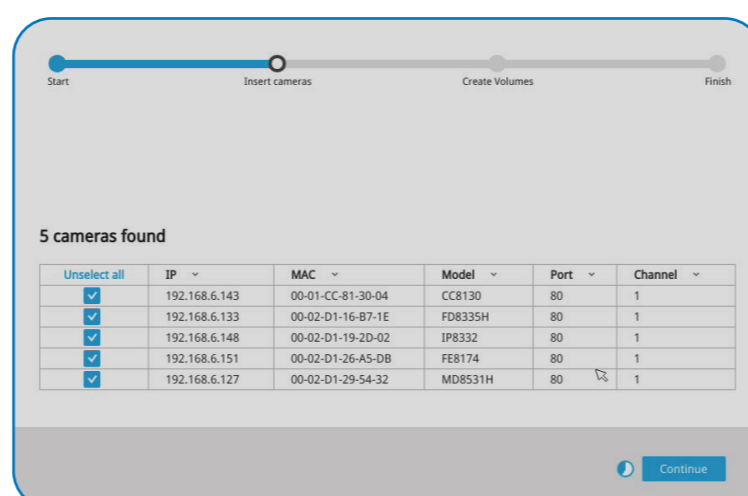 Start Insert cameras Create Volumes Finish
5 cameras found
Unselect all IP MAC Model Port Channel
192.168.6.143 00-01-CC-81-30-04 CC8130 80 1
192.168.6.133 00-02-D1-16-B7-1E FD8335H 80 1
192.168.6.148 00-02-D1-19-2D-02 IP8332 80 1
192.168.6.151 00-02-D1-26-A5-DB FE8174 80 1
192.168.6.127 00-02-D1-29-54-32 MD8531H 80 1
Continue